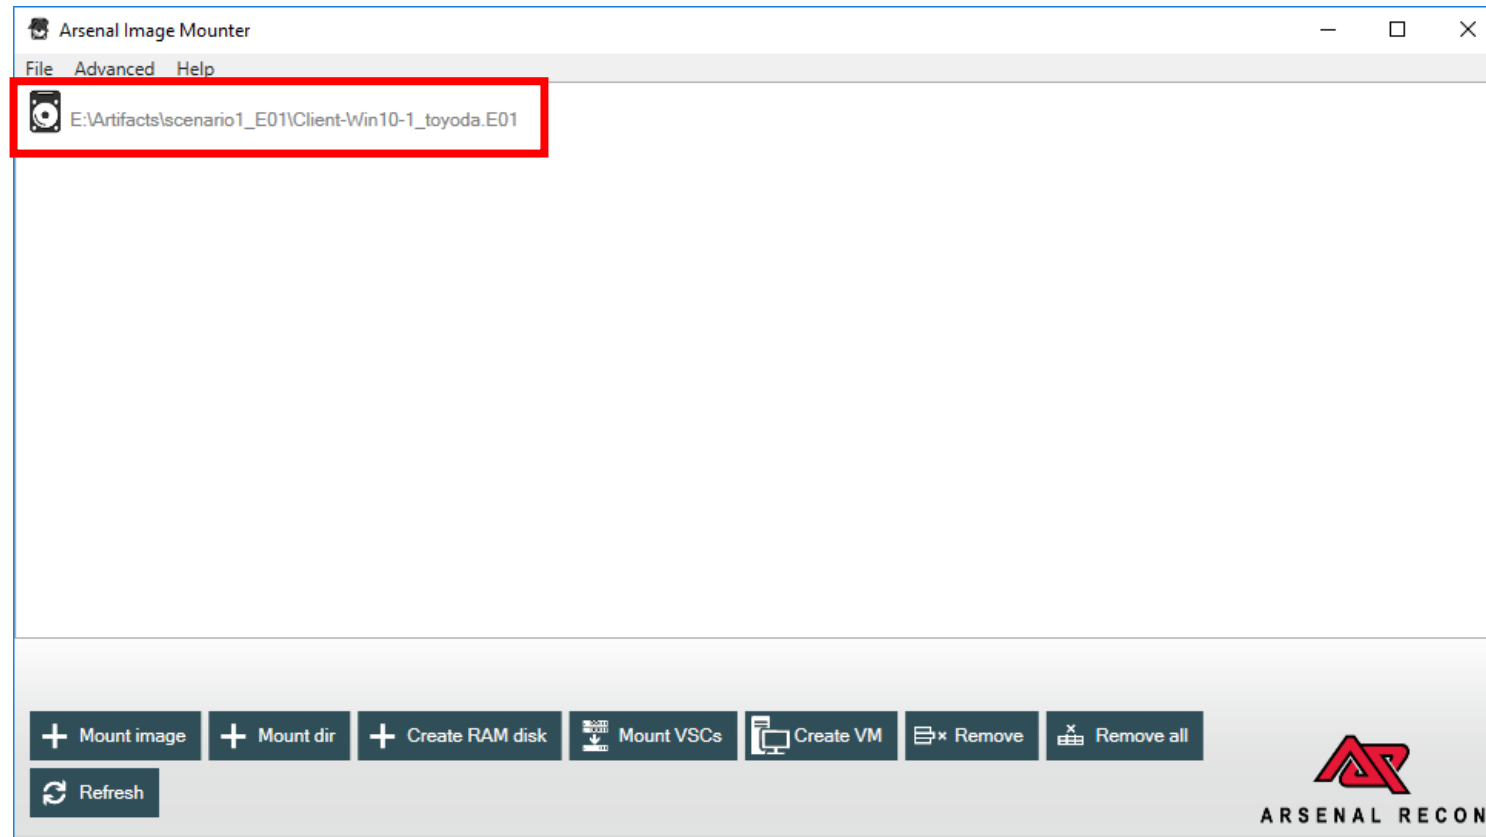 Arsenal Image Mounter
File Advanced Help
E:\Artifacts\scenario1_E01\Client-Win10-1_toyoda.E01
Mount image Mount dir Create RAM disk Mount VSCs Create VM Remove Remove all
Refresh
ARSENAL RECON